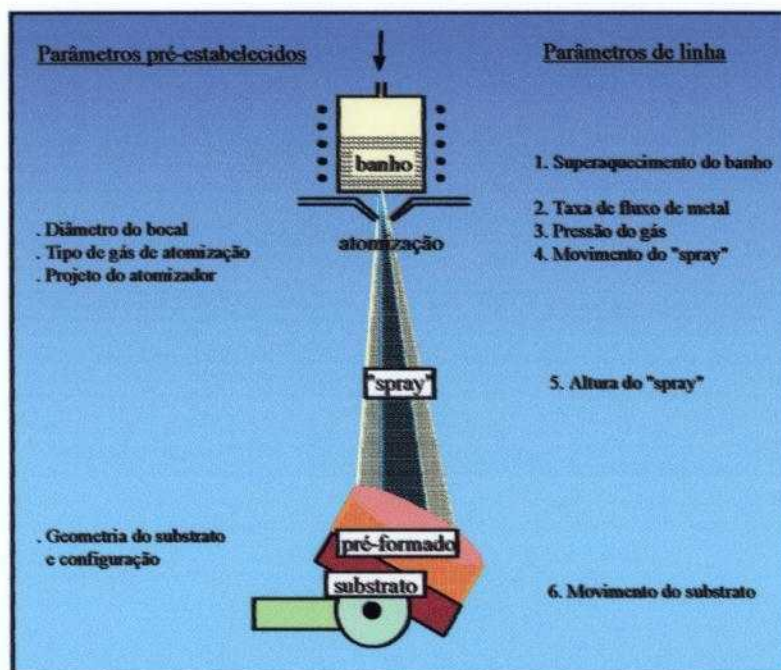 Parâmetros pré-estabelecidos
Parâmetros de linha
banho
1. Superaquecimento do banho
. Diâmetro do bocal
. Tipo de gás de atomização
. Projeto do atomizador
atomização
2. Taxa de fluxo de metal
3. Pressão do gás
4. Movimento do "spray"
"spray"
5. Altura do "spray"
. Geometria do substrato
e configuração
pré-formado
substrato
6. Movimento do substrato